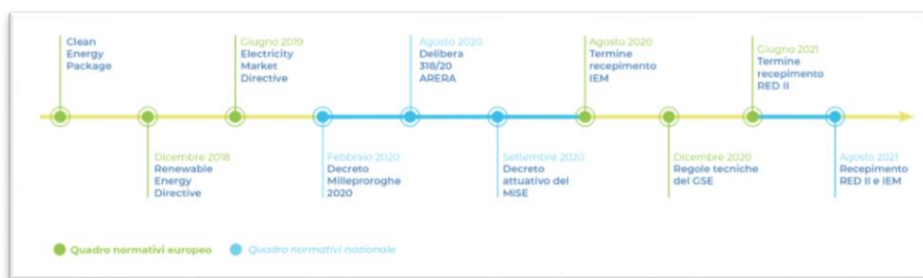 Clean
Energy
Package
Giugno 2019
Electricity
Market
Directive
Agosto 2020
Delibera
318/20
ARERA
Agosto 2020
Termine
recepimento
IEM
Giugno 2021
Termine
recepimento
RED II
Dicembre 2018
Renewable
Energy
Directive
Febbraio 2020
Decreto
Milleproroghe
2020
Settembre 2020
Decreto
attuativo del
MiSE
Dicembre 2020
Regole tecniche
del GSE
Agosto 2021
Recepimento
RED II e IEM
Quadro normativi europeo
Quadro normativi nazionale